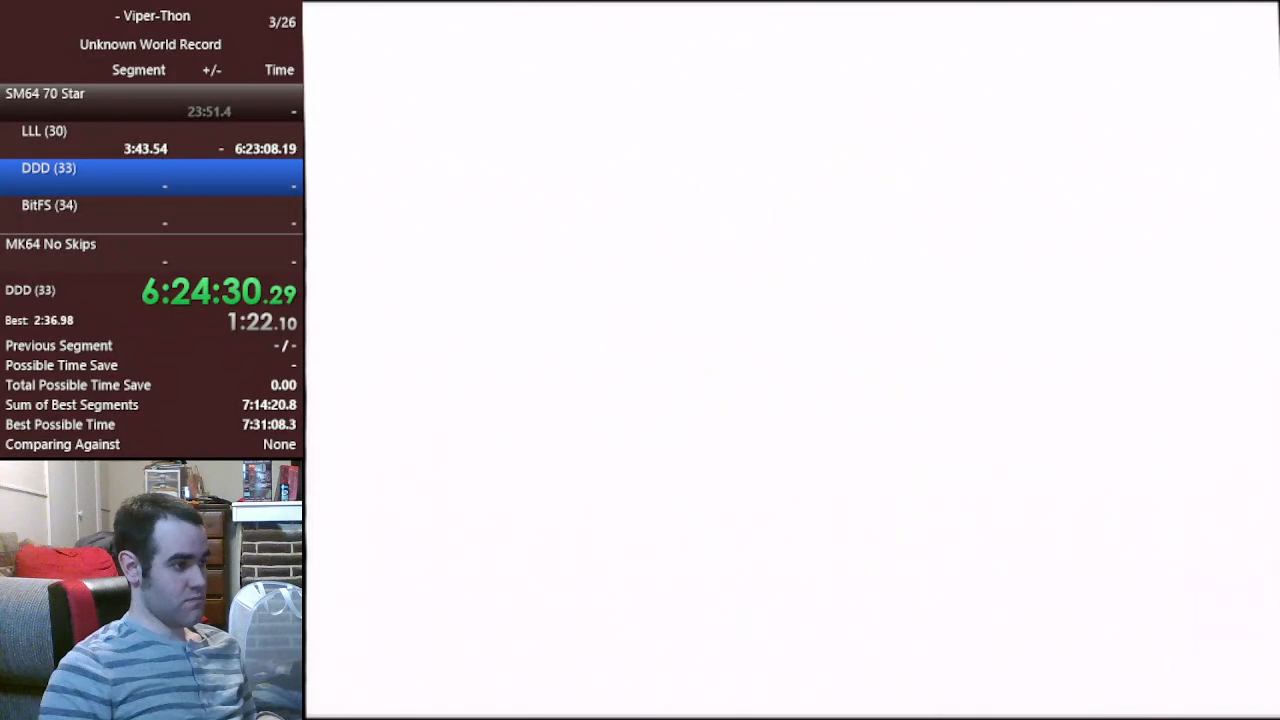 - Viper-Thon
3/26
Unknown World Record
Segment +/- Time
SM64 70 Star
23:51.4 -
LLL (30)
3:43.54 - 6:23:08.19
DDD (33)
- -
BitFS (34)
- -
MK64 No Skips
- -
DDD (33) 6:24:30.29
Best: 2:36.98 1:22.10
Previous Segment - / -
Possible Time Save -
Total Possible Time Save 0.00
Sum of Best Segments 7:14:20.8
Best Possible Time 7:31:08.3
Comparing Against None